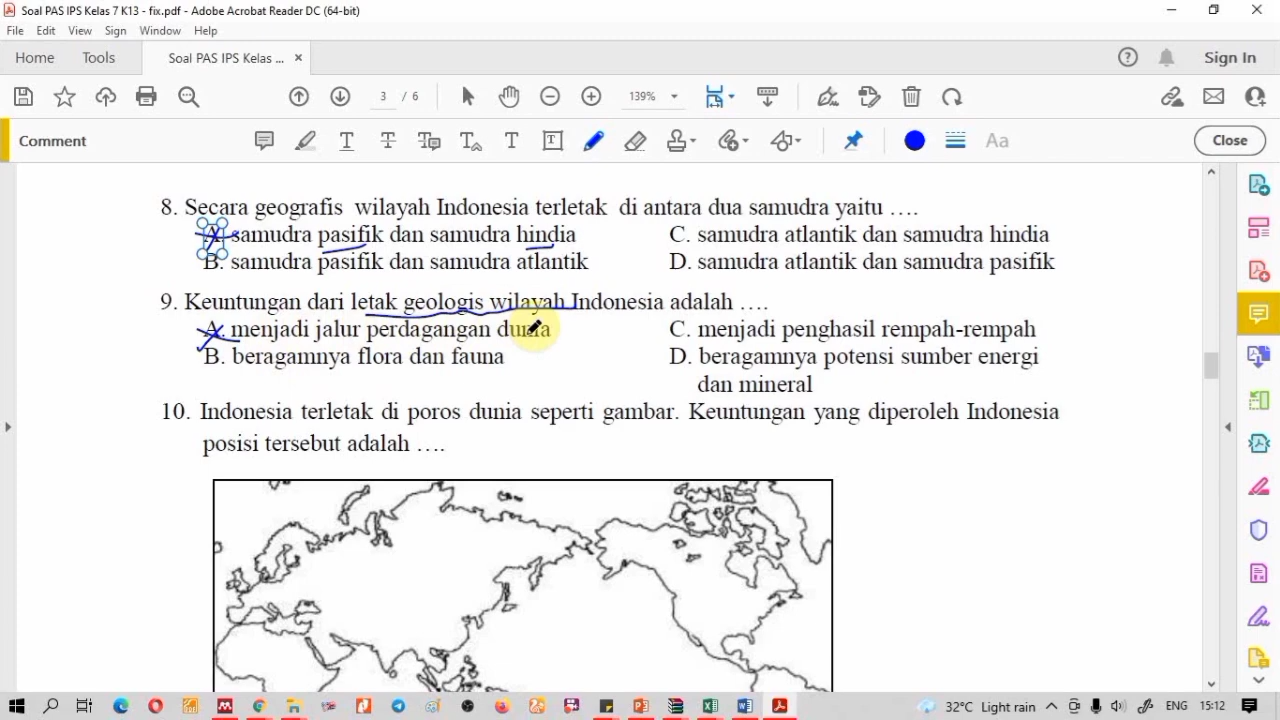 Soal PAS IPS Kelas 7 K13 - fix.pdf - Adobe Acrobat Reader DC (64-bit)
File Edit View Sign Window Help
Home Tools Soal PAS IPS Kelas ... × Sign In
3 / 6 139%
Comment Aa Close
8. Secara geografis wilayah Indonesia terletak di antara dua samudra yaitu ….
A. samudra pasifik dan samudra hindia C. samudra atlantik dan samudra hindia
B. samudra pasifik dan samudra atlantik D. samudra atlantik dan samudra pasifik
9. Keuntungan dari letak geologis wilayah Indonesia adalah ….
A. menjadi jalur perdagangan dunia C. menjadi penghasil rempah-rempah
B. beragamnya flora dan fauna D. beragamnya potensi sumber energi
dan mineral
10. Indonesia terletak di poros dunia seperti gambar. Keuntungan yang diperoleh Indonesia
posisi tersebut adalah ….
32°C Light rain ENG 15:12